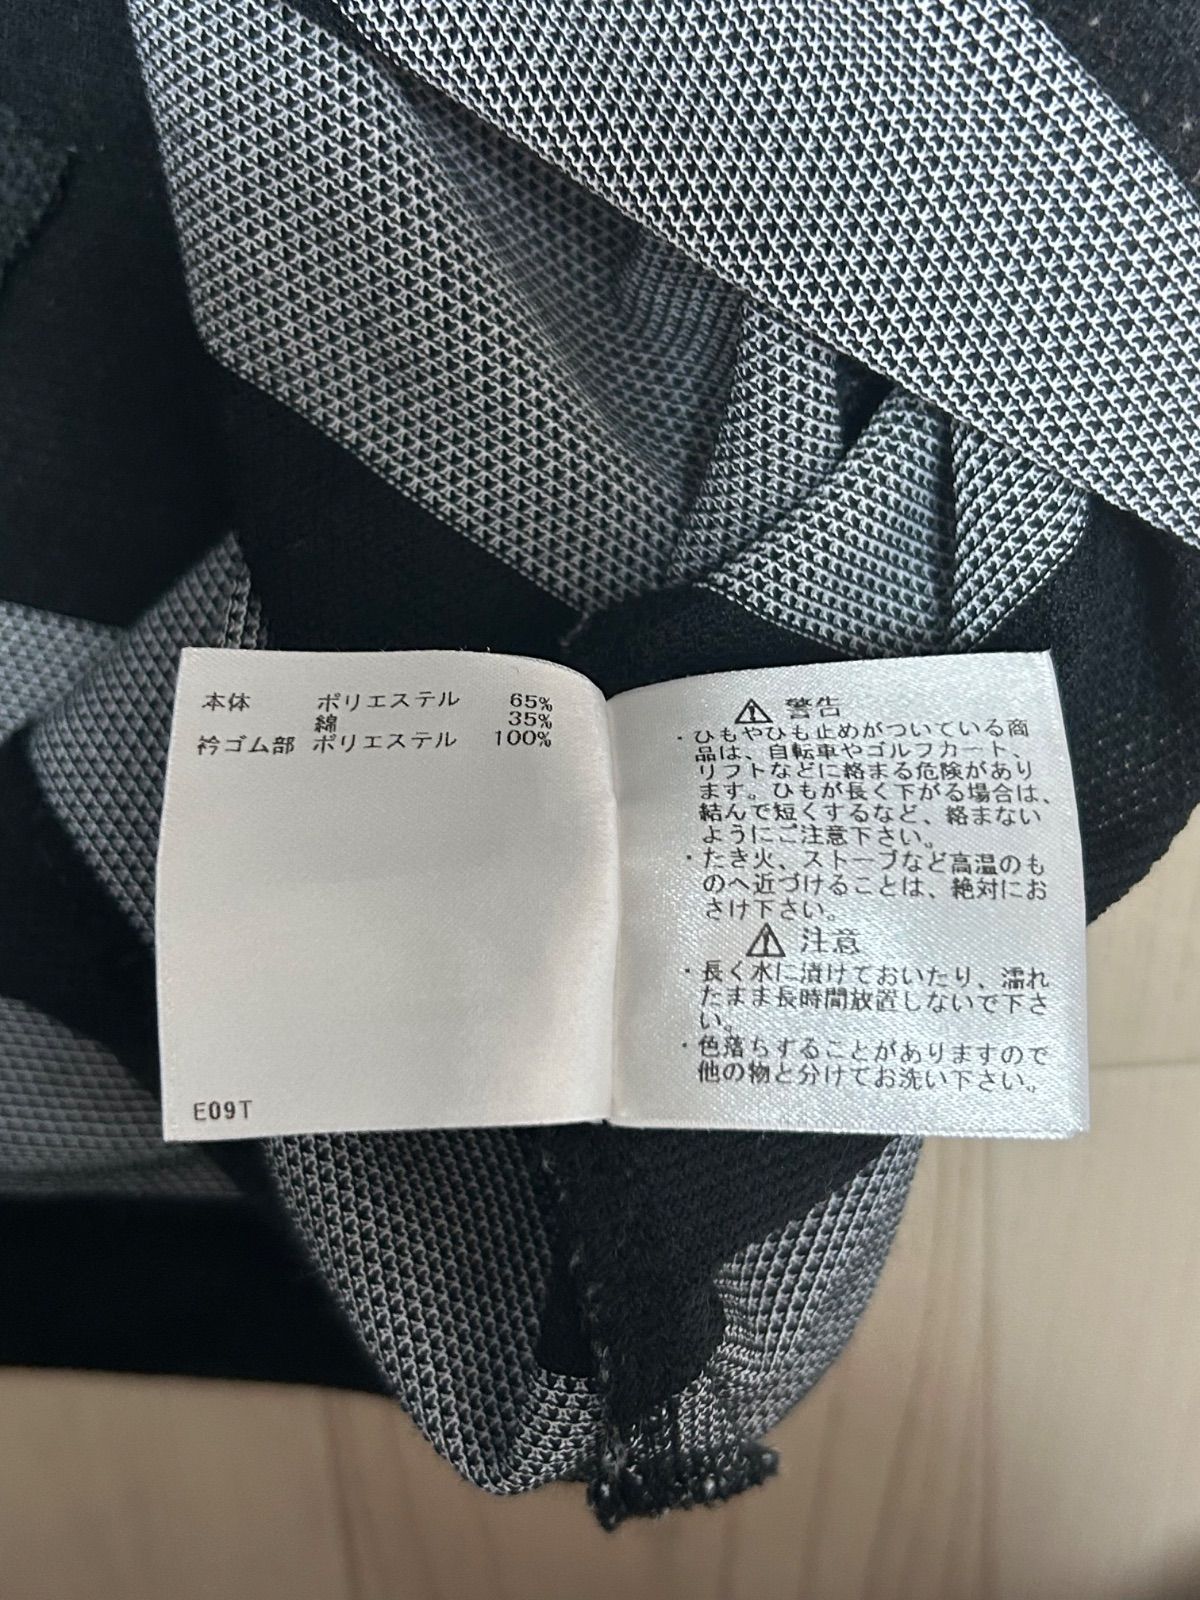 本体 ポリエステル 65%
綿 35%
衿ゴム部 ポリエステル 100%
E09T
警告
・ひもやひも止めがついている商
品は、自転車やゴルフカート、
リフトなどに絡まる危険があり
ます。ひもが長く下がる場合は、
結んで短くするなど、絡まない
ようにご注意下さい。
・たき火、ストーブなど高温のも
のへ近づけることは、絶対にお
さけ下さい。
注意
・長く水に漬けておいたり、濡れ
たまま長時間放置しないで下さ
い。
・色落ちすることがありますので
他の物と分けてお洗い下さい。